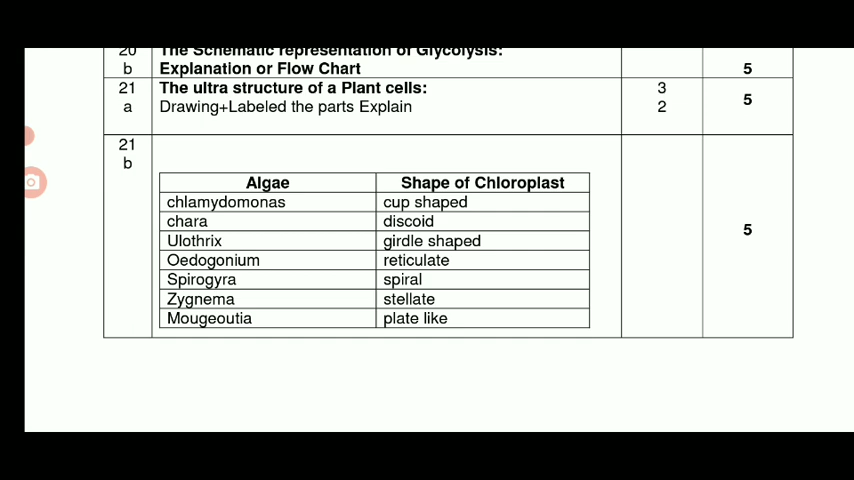 20 The Schematic representation of Glycolysis:
b Explanation or Flow Chart 5
21 The ultra structure of a Plant cells: 3
a Drawing+Labeled the parts Explain 2 5
21
b
Algae Shape of Chloroplast
chlamydomonas cup shaped
chara discoid
Ulothrix girdle shaped
Oedogonium reticulate
Spirogyra spiral
Zygnema stellate
Mougeoutia plate like
5